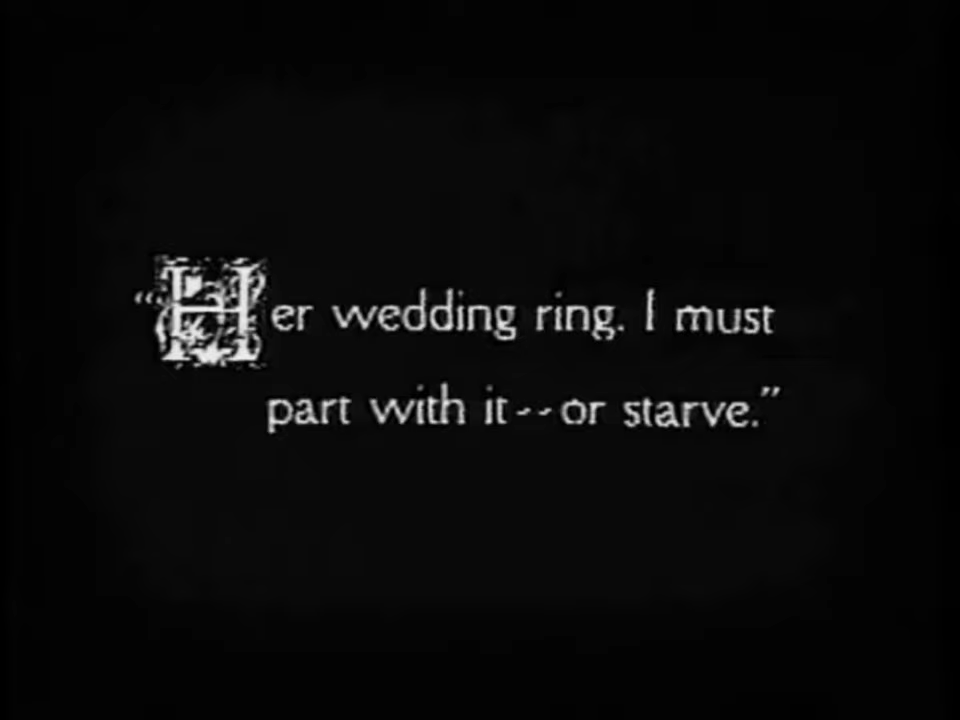 “Her wedding ring. I must
part with it--or starve.”